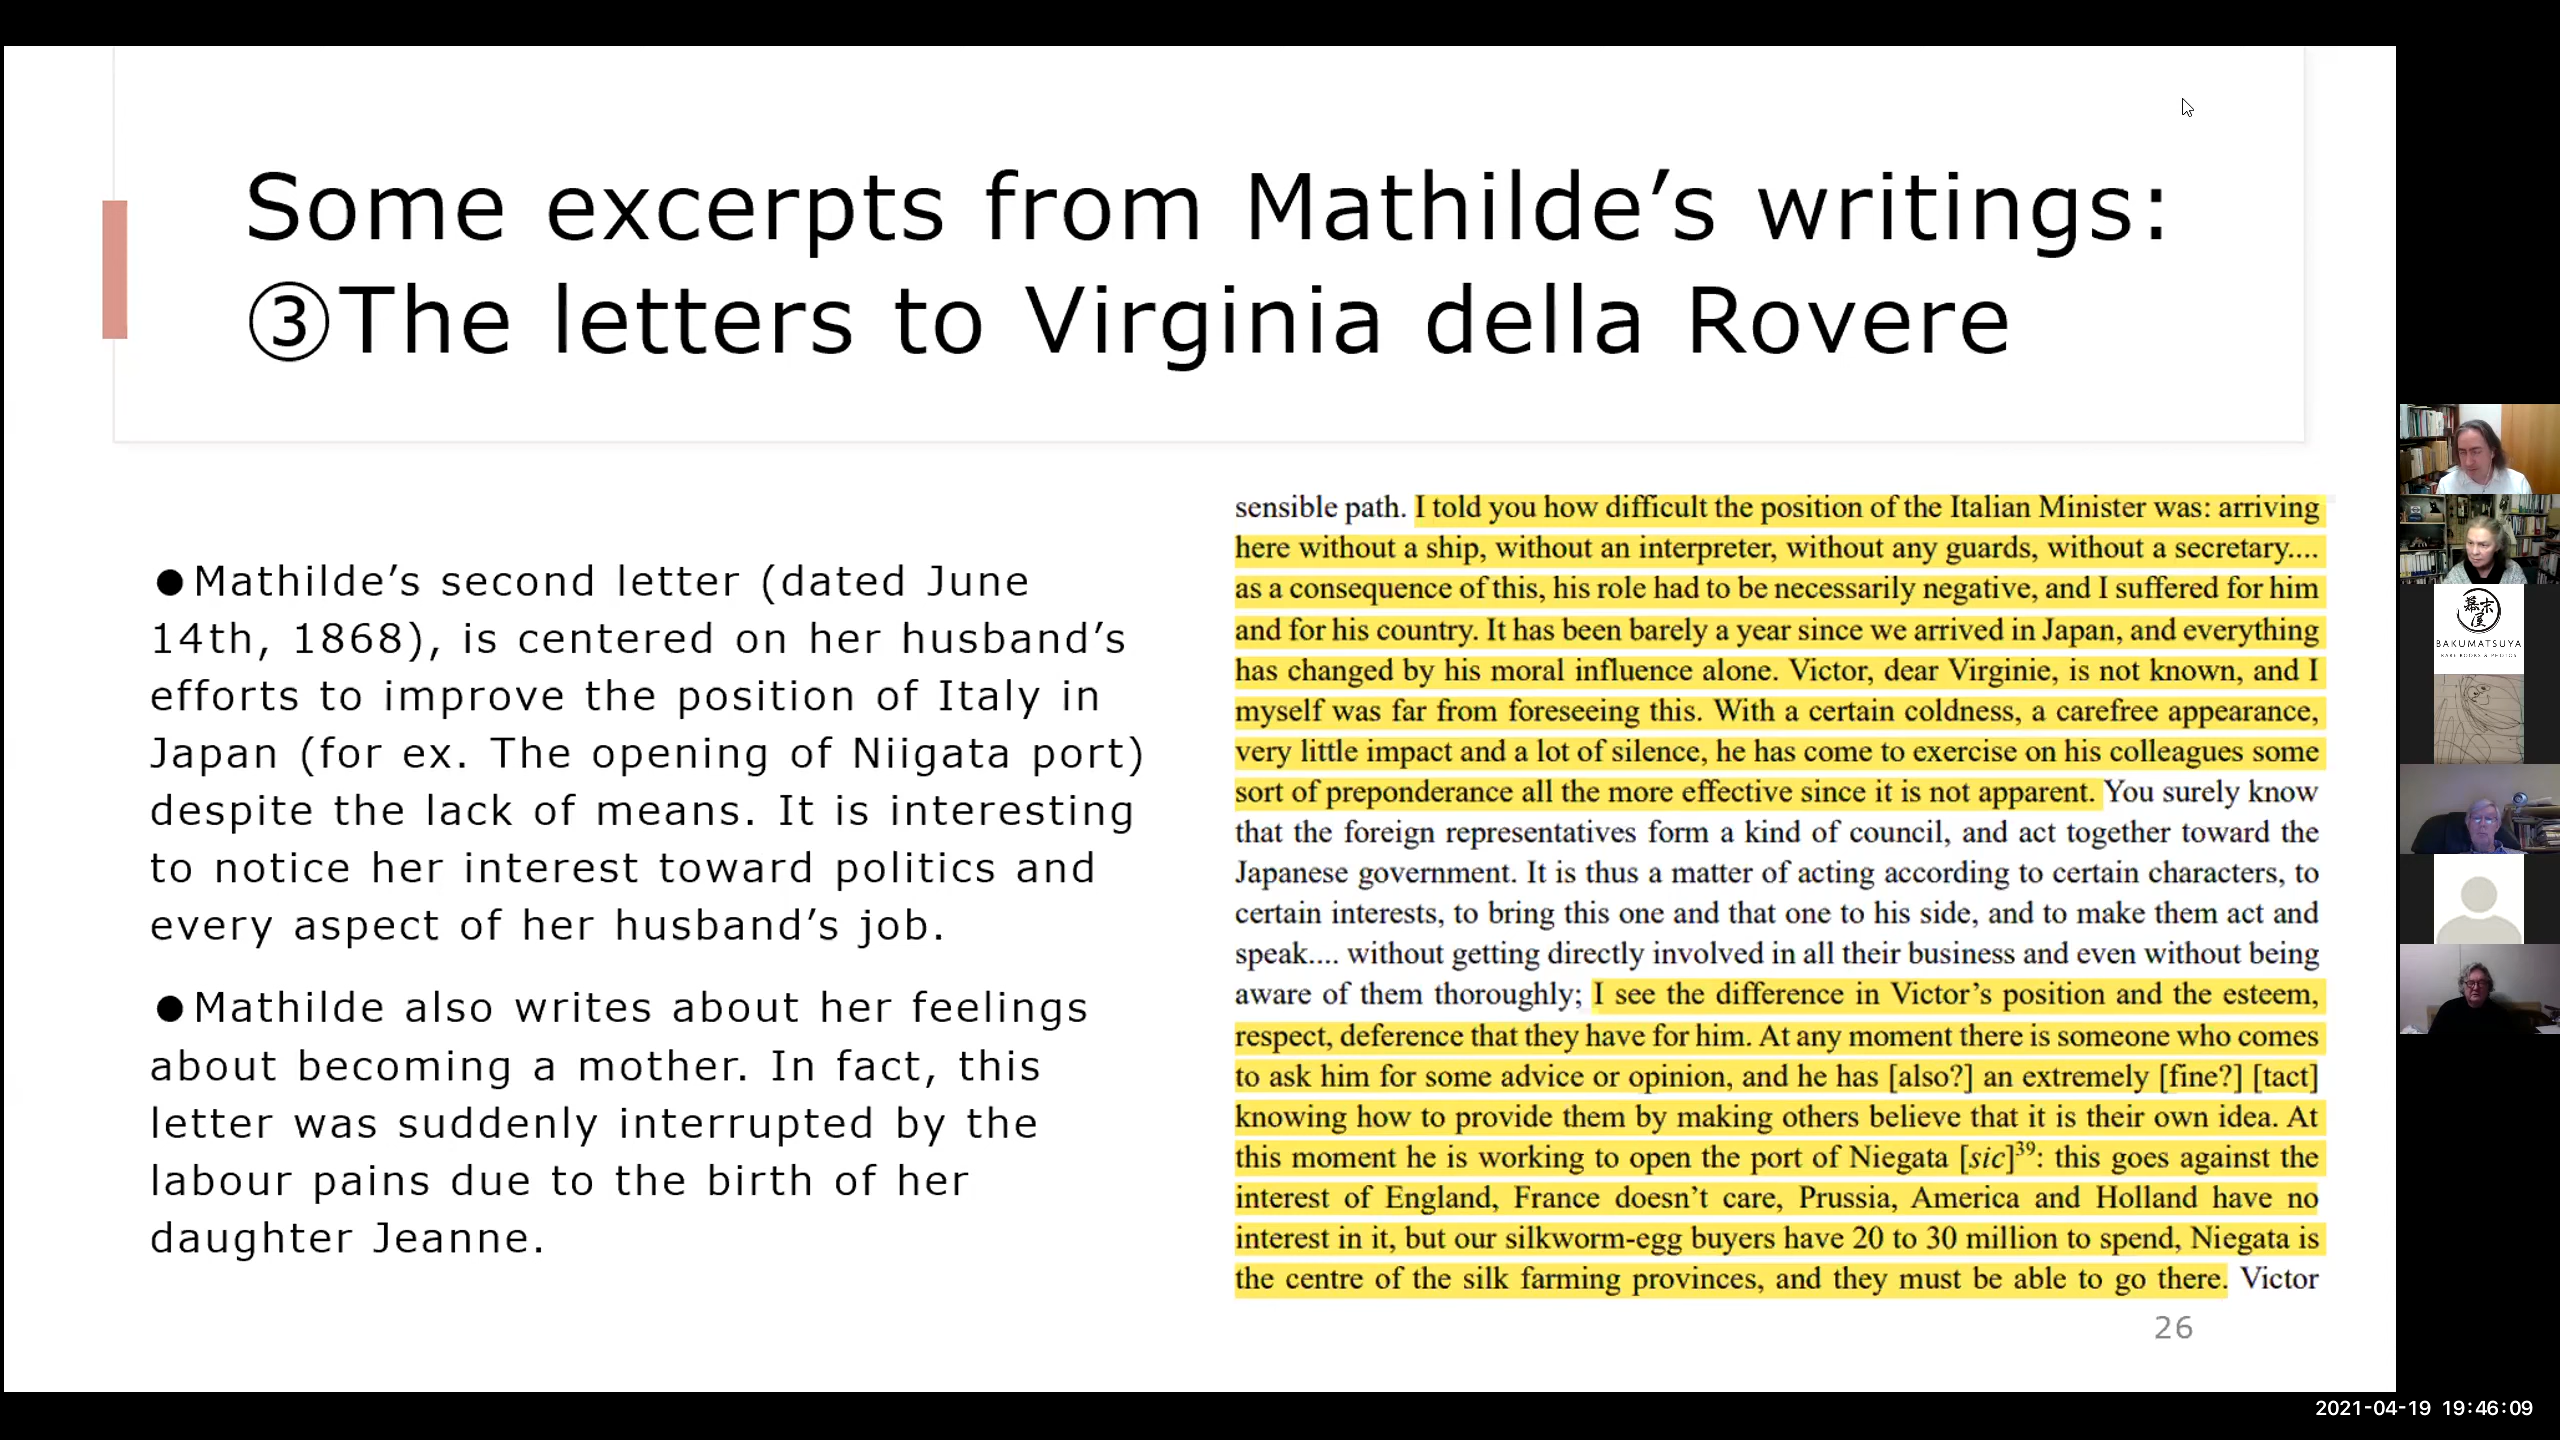 Some excerpts from Mathilde’s writings:
③The letters to Virginia della Rovere
●Mathilde’s second letter (dated June
14th, 1868), is centered on her husband’s
efforts to improve the position of Italy in
Japan (for ex. The opening of Niigata port)
despite the lack of means. It is interesting
to notice her interest toward politics and
every aspect of her husband’s job.
●Mathilde also writes about her feelings
about becoming a mother. In fact, this
letter was suddenly interrupted by the
labour pains due to the birth of her
daughter Jeanne.
sensible path. I told you how difficult the position of the Italian Minister was: arriving
here without a ship, without an interpreter, without any guards, without a secretary....
as a consequence of this, his role had to be necessarily negative, and I suffered for him
and for his country. It has been barely a year since we arrived in Japan, and everything
has changed by his moral influence alone. Victor, dear Virginie, is not known, and I
myself was far from foreseeing this. With a certain coldness, a carefree appearance,
very little impact and a lot of silence, he has come to exercise on his colleagues some
sort of preponderance all the more effective since it is not apparent. You surely know
that the foreign representatives form a kind of council, and act together toward the
Japanese government. It is thus a matter of acting according to certain characters, to
certain interests, to bring this one and that one to his side, and to make them act and
speak.... without getting directly involved in all their business and even without being
aware of them thoroughly; I see the difference in Victor’s position and the esteem,
respect, deference that they have for him. At any moment there is someone who comes
to ask him for some advice or opinion, and he has [also?] an extremely [fine?] [tact]
knowing how to provide them by making others believe that it is their own idea. At
this moment he is working to open the port of Niegata [sic]39: this goes against the
interest of England, France doesn’t care, Prussia, America and Holland have no
interest in it, but our silkworm-egg buyers have 20 to 30 million to spend, Niegata is
the centre of the silk farming provinces, and they must be able to go there. Victor
26
幕末屋
BAKUMATSUYA
RARE BOOKS & PHOTOS
2021-04-19 19:46:09